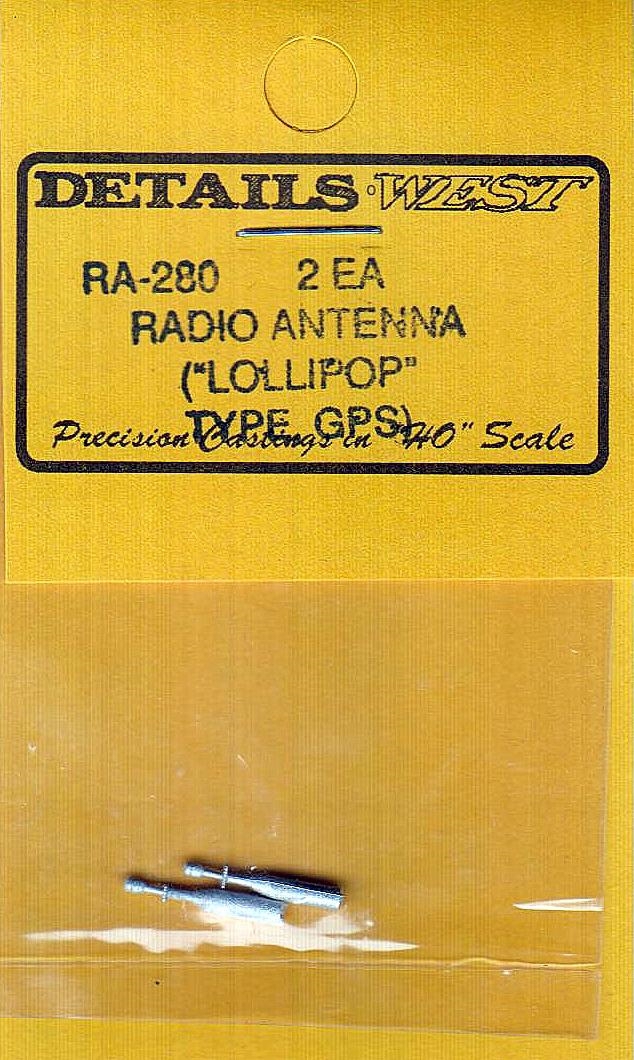 DETAILS·WEST
RA-280 2 EA
RADIO ANTENNA
("LOLLIPOP"
TYPE, GPS)
Precision Castings in "HO" Scale